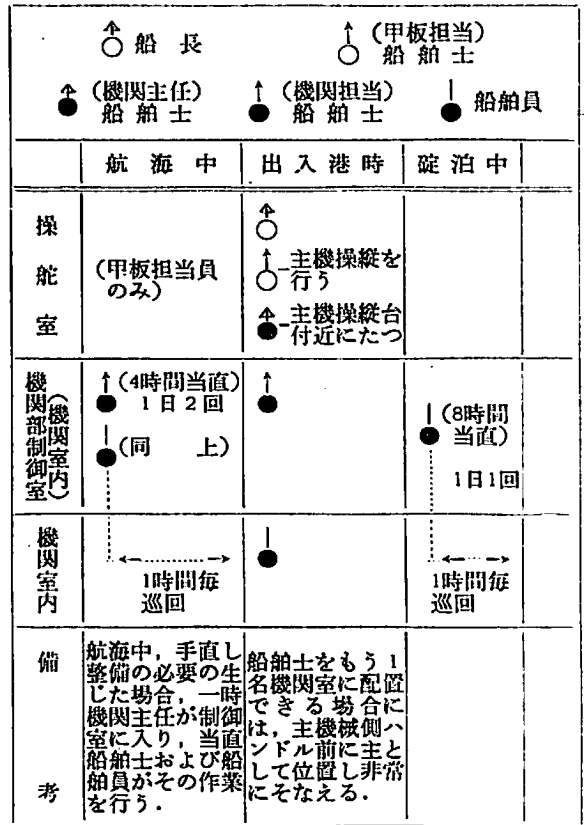 船長
(甲板担当)
船舶士
(機関主任)
船舶士
(機関担当)
船舶士
船舶員
航海中
出入港時
碇泊中
操舵室
(甲板担当員
のみ)
主機操縦を
行う
主機操縦台
付近にたつ
機関部制御室
(機関室内)
(4時間当直)
1日2回
(同上)
(8時間
当直)
1日1回
機関室内
1時間毎
巡回
1時間毎
巡回
備考
航海中,手直し
整備の必要の生
じた場合,一時
機関主任が制御
室に入り,当直
船舶士および船
舶員がその作業
を行う.
船舶士をもう1
名機関室に配置
できる場合に
は,主機械側ハ
ンドル前に主と
して位置し非常
にそなえる.